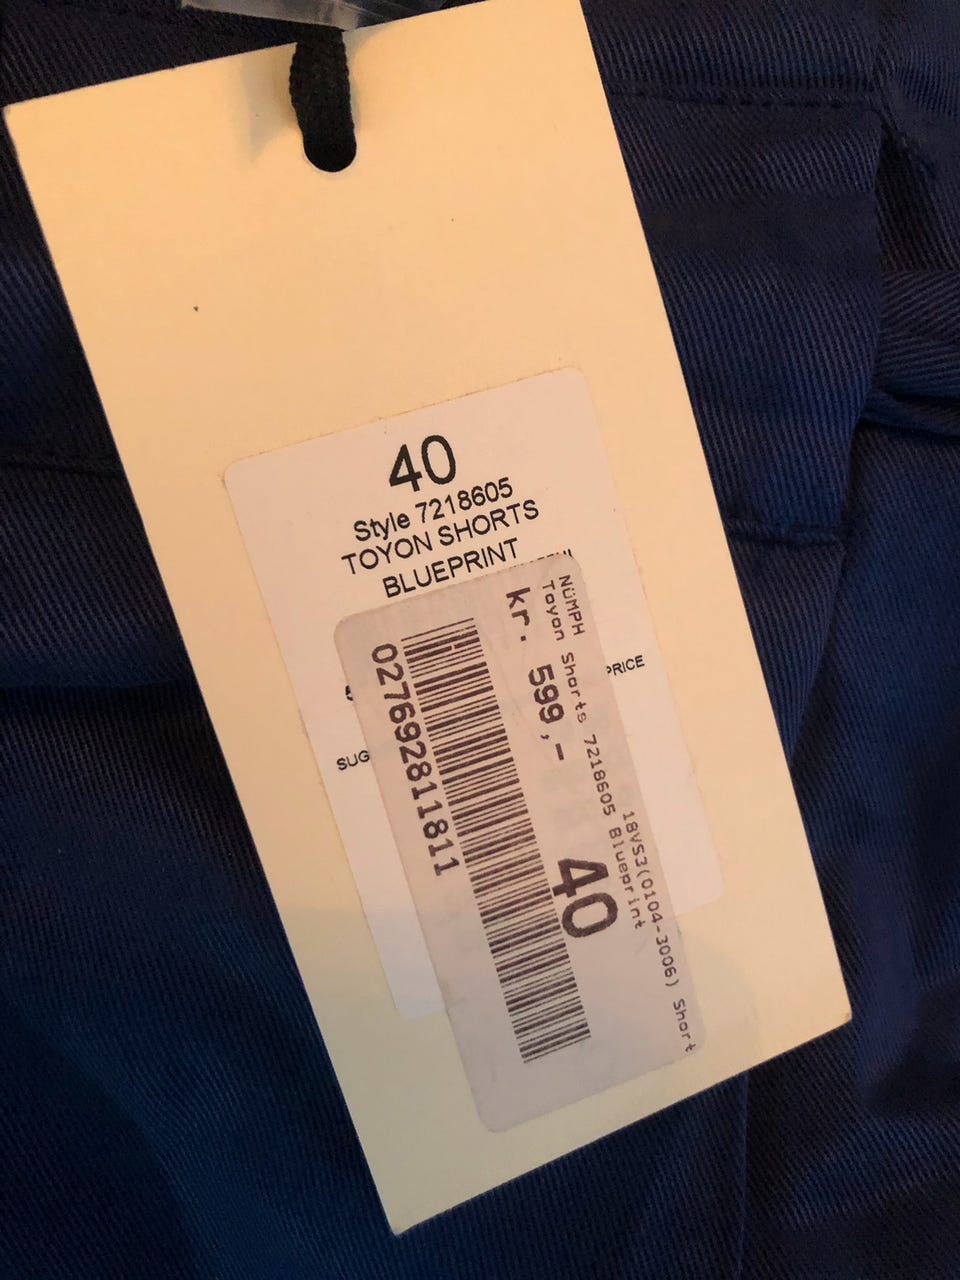 40
Style 7218605
TOYON SHORTS
BLUEPRINT
PRICE
SUG
18VS3(0104-3006) Short
NÜMPH
Toyon Shorts 7218605 Blueprint
kr. 599,-
40
027692811811